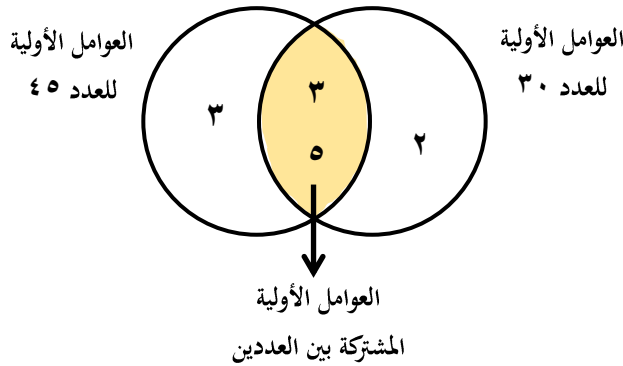 العوامل الأولية
للعدد ٣٠
العوامل الأولية
للعدد ٤٥
٢
٣
٥
٣
العوامل الأولية
المشتركة بين العددين